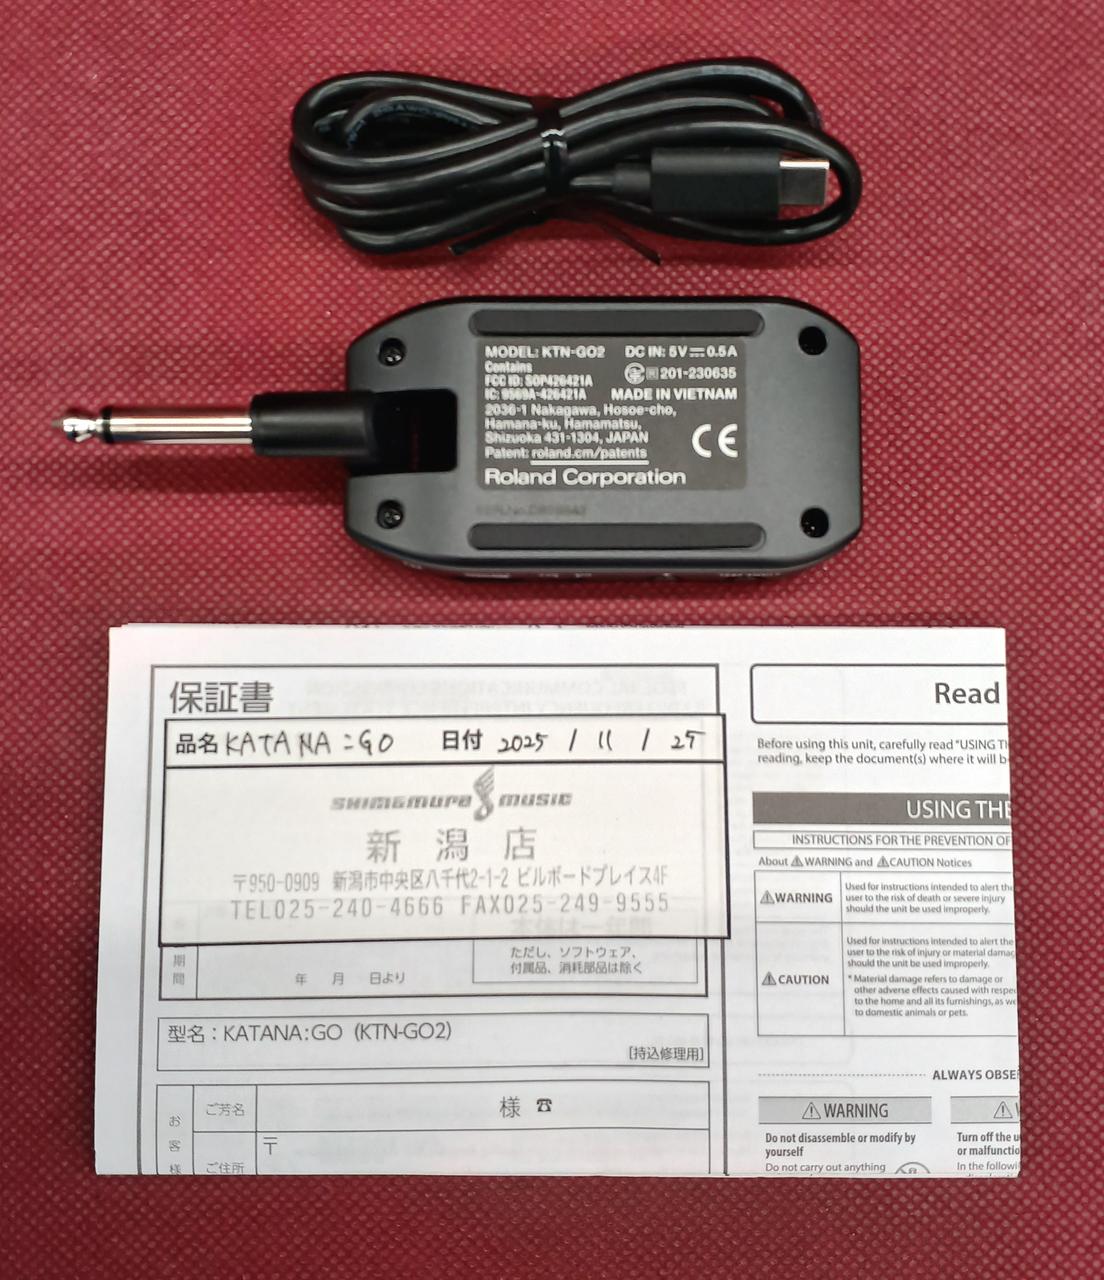 MODEL: KTN-GO2 DC IN: 5V⎓0.5A
Contains
FCC ID: SOP426421A
201-230635
IC: 9569A-426421A MADE IN VIETNAM
2036-1 Nakagawa, Hosoe-cho,
Hamana-ku, Hamamatsu,
Shizuoka 431-1304, JAPAN
Patent: roland.cm/patents
CE
Roland Corporation
保証書
品名 KATANA:GO 日付 2025 / 11 / 25
SHIMAMURA MUSIC
新潟店
〒950-0909 新潟市中央区八千代2-1-2 ビルボードプレイス4F
TEL025-240-4666 FAX025-249-9555
本体は一年間
期間
年 月 日より
ただし、ソフトウェア、
付属品、消耗部品は除く
型名：KATANA:GO (KTN-GO2)
[持込修理用]
お客様
ご芳名
様 ☎
ご住所
〒
Read
Before using this unit, carefully read "USING TH
reading, keep the document(s) where it will b
USING THE
INSTRUCTIONS FOR THE PREVENTION OF
About ⚠WARNING and ⚠CAUTION Notices
⚠WARNING
Used for instructions intended to alert the
user to the risk of death or severe injury
should the unit be used improperly.
⚠CAUTION
Used for instructions intended to alert the
user to the risk of injury or material damag
should the unit be used improperly.
* Material damage refers to damage or
other adverse effects caused with respec
to the home and all its furnishings, as we
to domestic animals or pets.
ALWAYS OBSE
⚠WARNING
Do not disassemble or modify by
yourself
Do not carry out anything
Turn off the u
or malfunctio
In the followi